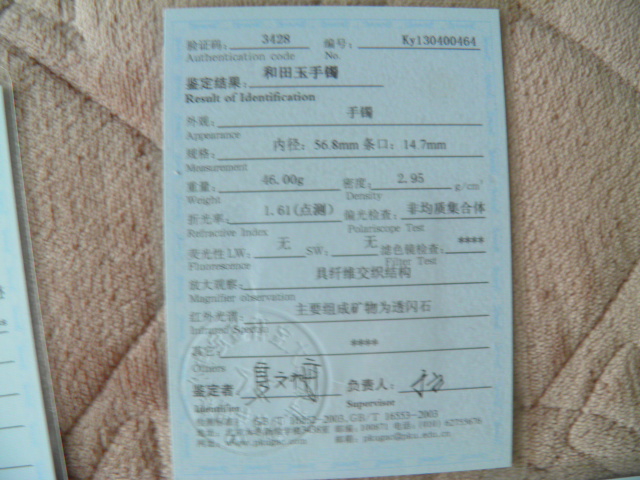 验证码: 3428 编号: Ky130400464
Authentication code No.
鉴定结果: 和田玉手镯
Result of Identification
外观: 手镯
Appearance
规格: 内径: 56.8mm 条口: 14.7mm
Measurement
重量: 46.00g 密度: 2.95 g/cm³
Weight Density
折光率: 1.61(点测) 偏光检查: 非均质集合体
Refractive Index Polariscope Test
荧光性 LW: 无 SW: 无 滤色镜检查: ****
Fluorescence Filter Test
放大观察: 具纤维交织结构
Magnifier observation
红外光谱: 主要组成矿物为透闪石
Infrared Spectra
其它: ****
Others
鉴定者 负责人:
Identifier Supervisor
GB/T 16552-2003, GB/T 16553-2003